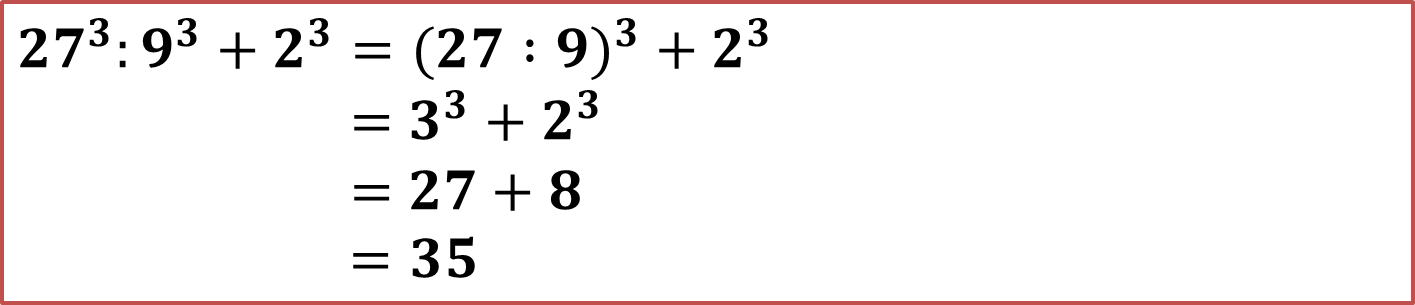 27³ : 9³ + 2³ = (27 : 9)³ + 2³
= 3³ + 2³
= 27 + 8
= 35